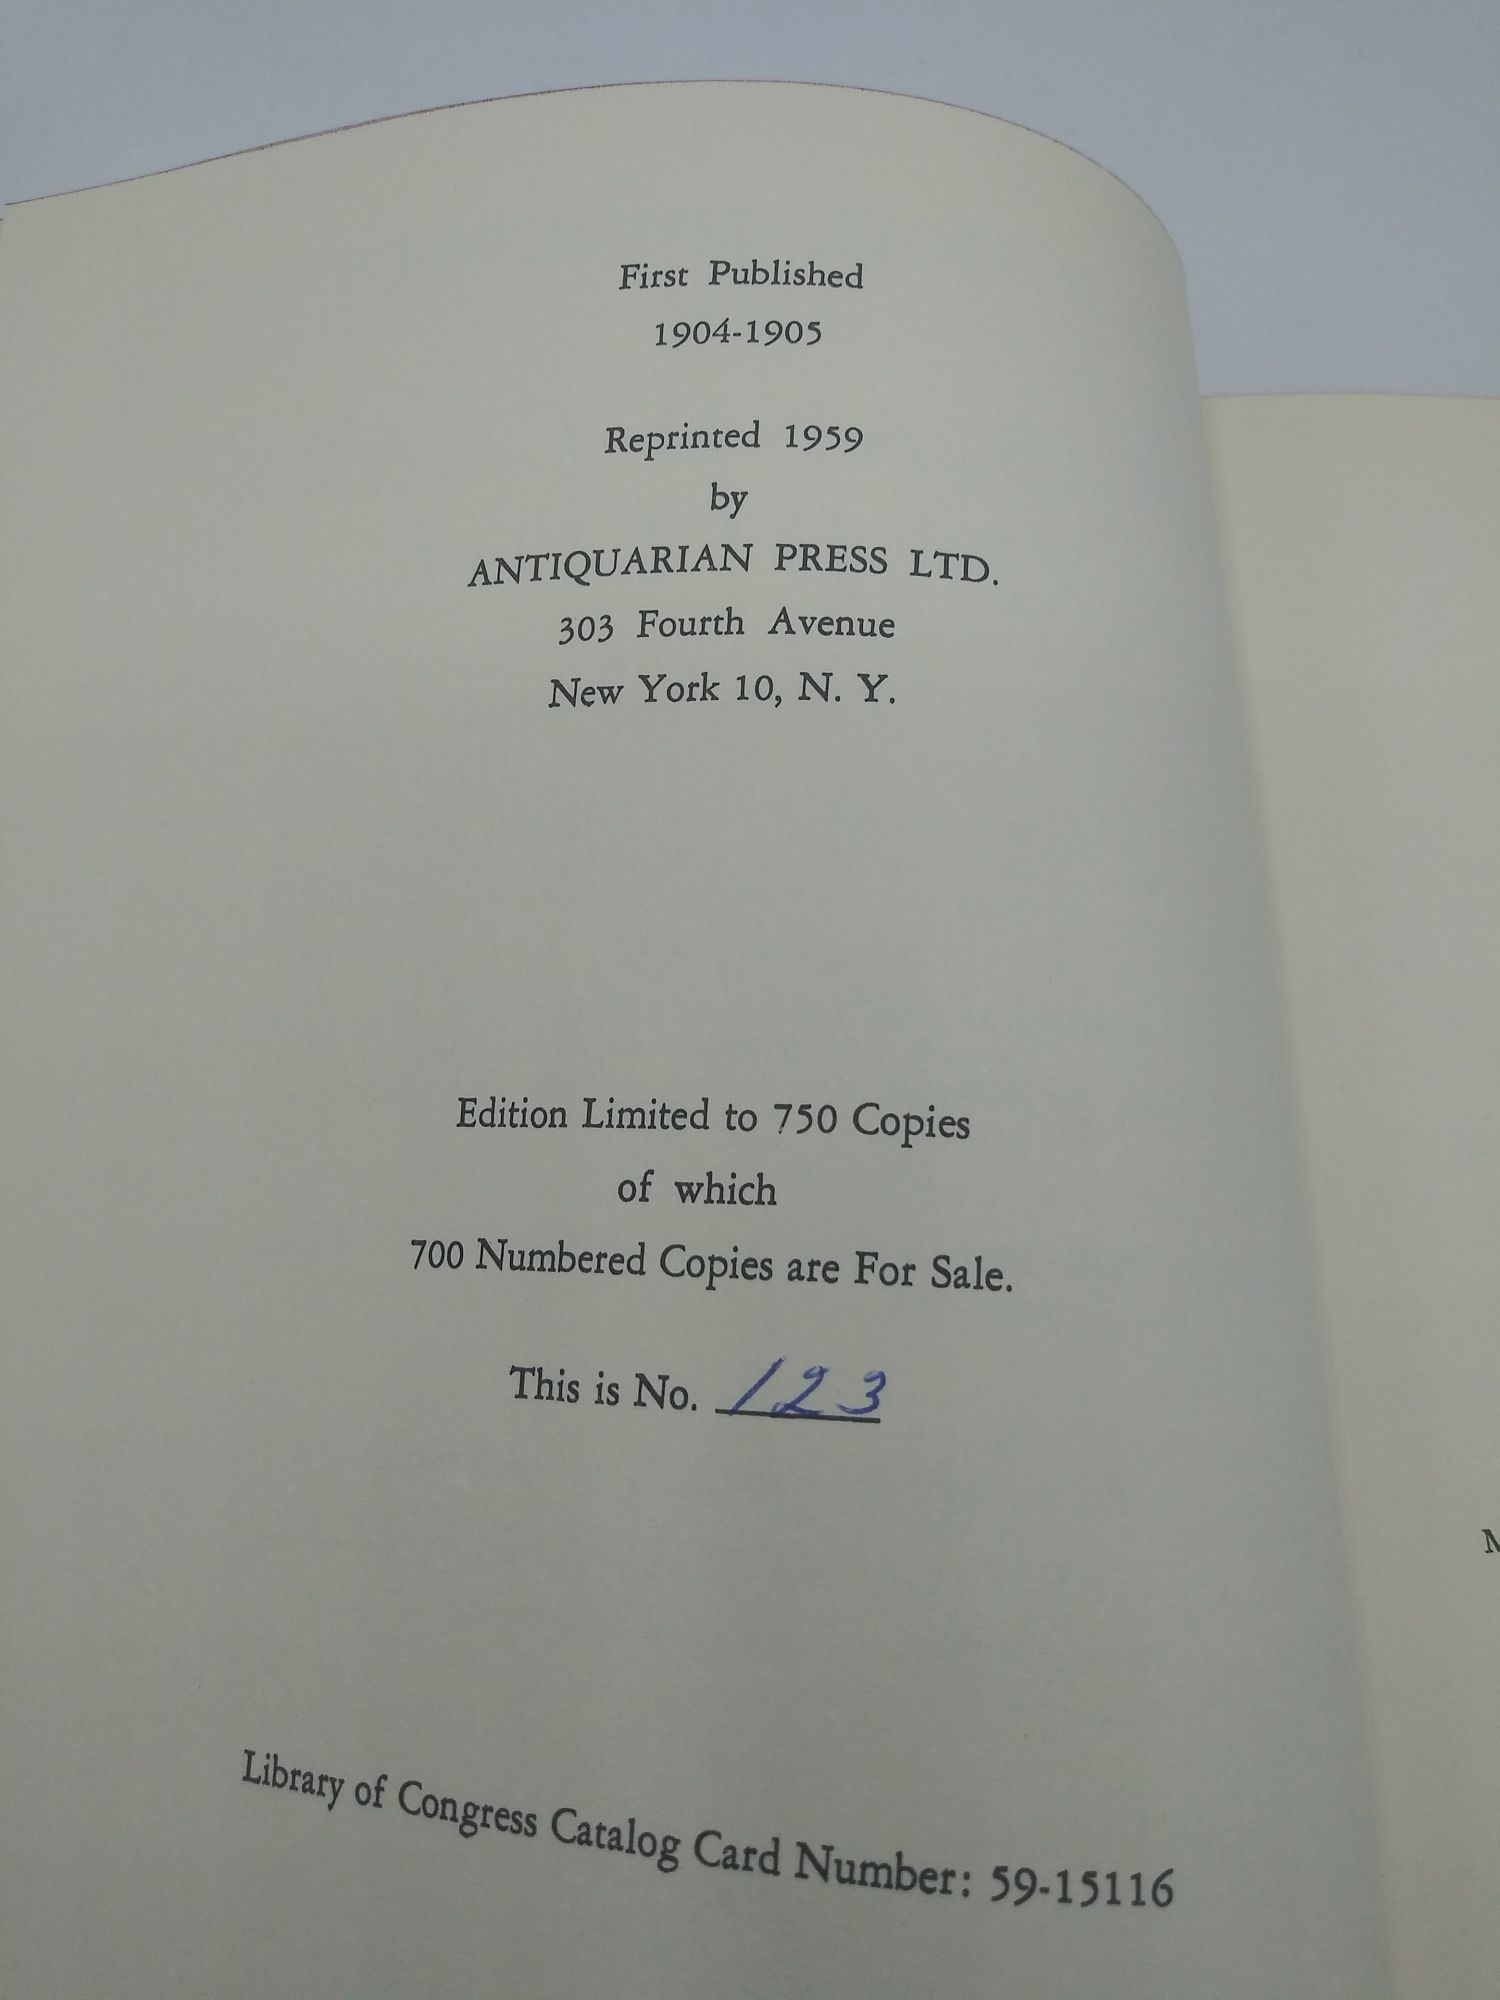 First Published
1904-1905
Reprinted 1959
by
ANTIQUARIAN PRESS LTD.
303 Fourth Avenue
New York 10, N. Y.
Edition Limited to 750 Copies
of which
700 Numbered Copies are For Sale.
This is No. 123
Library of Congress Catalog Card Number: 59-15116